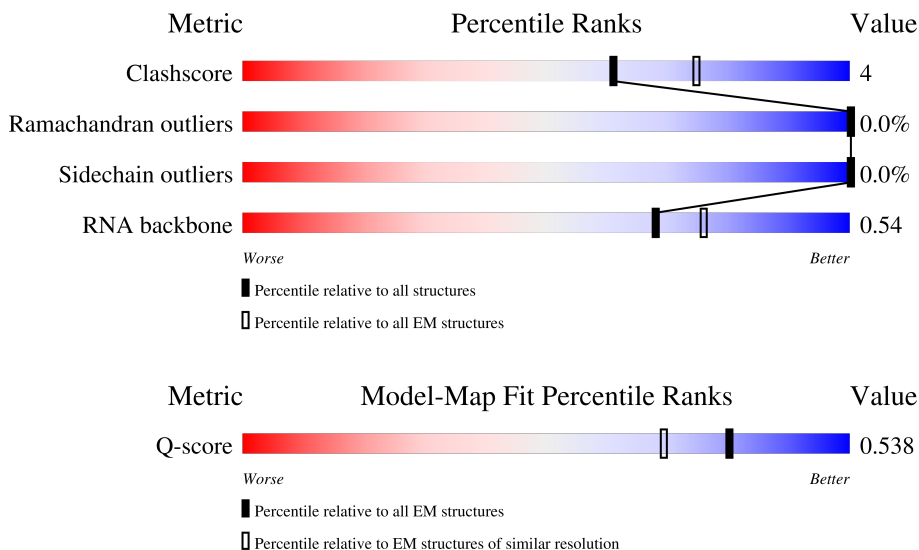 Metric Percentile Ranks Value
Clashscore 4
Ramachandran outliers 0.0%
Sidechain outliers 0.0%
RNA backbone 0.54
Worse Better
Percentile relative to all structures
Percentile relative to all EM structures
Metric Model-Map Fit Percentile Ranks Value
Q-score 0.538
Worse Better
Percentile relative to all EM structures
Percentile relative to EM structures of similar resolution